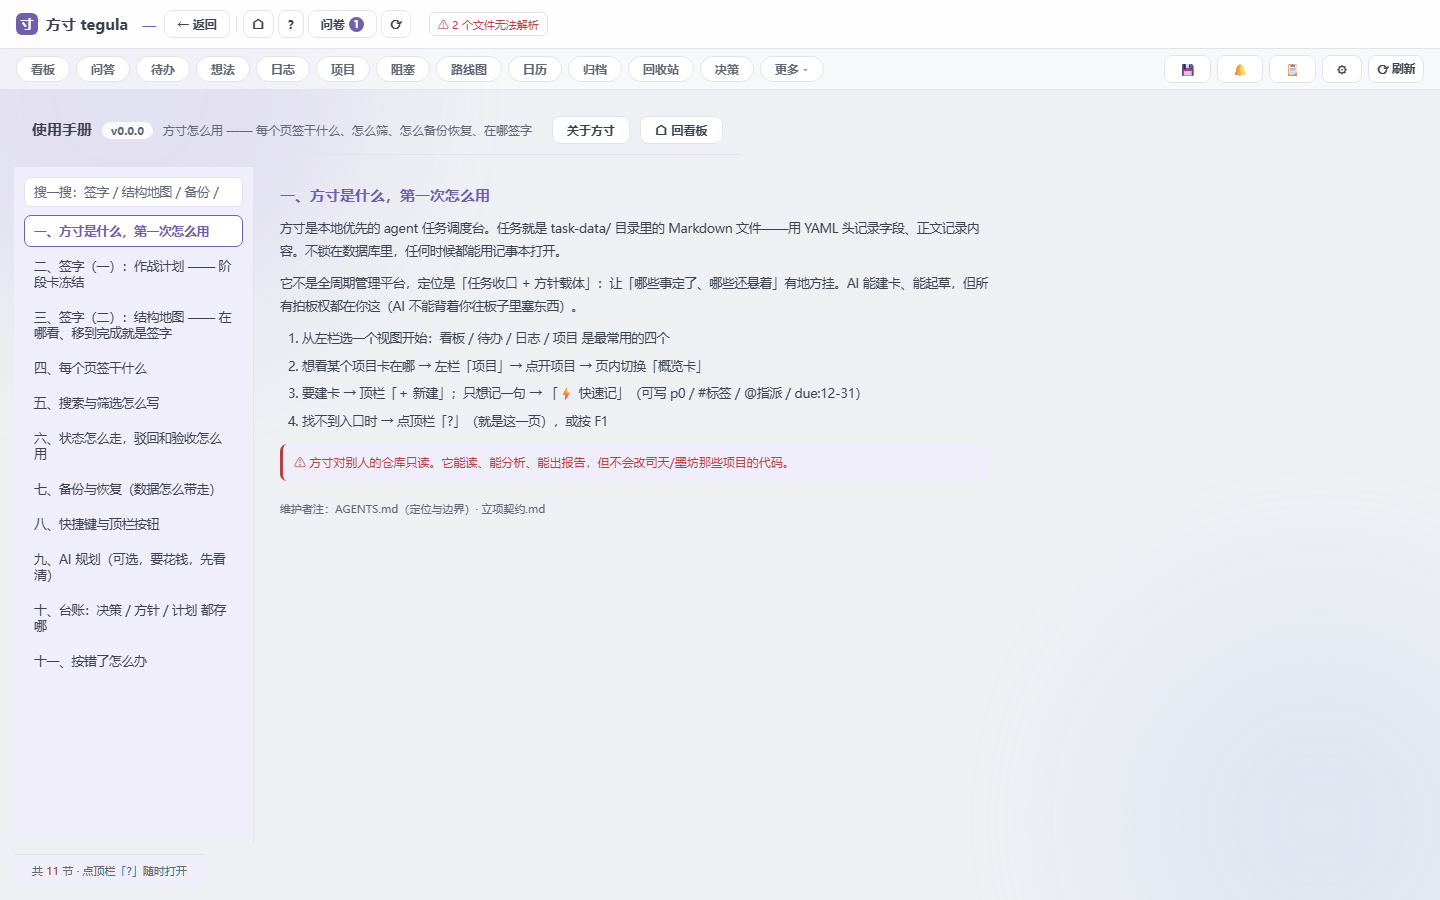 寸 方寸 tegula — ← 返回 ? 问卷 1 ⚠ 2 个文件无法解析
看板 问答 待办 想法 日志 项目 阻塞 路线图 日历 归档 回收站 决策 更多 刷新
使用手册 v0.0.0 方寸怎么用 —— 每个页签干什么、怎么筛、怎么备份恢复、在哪签字 关于方寸 回看板
搜一搜：签字 / 结构地图 / 备份 /
一、方寸是什么，第一次怎么用
二、签字（一）：作战计划 —— 阶
段卡冻结
三、签字（二）：结构地图 —— 在
哪看、移到完成就是签字
四、每个页签干什么
五、搜索与筛选怎么写
六、状态怎么走，驳回和验收怎么
用
七、备份与恢复（数据怎么带走）
八、快捷键与顶栏按钮
九、AI 规划（可选，要花钱，先看
清）
十、台账：决策 / 方针 / 计划 都存
哪
十一、按错了怎么办
一、方寸是什么，第一次怎么用
方寸是本地优先的 agent 任务调度台。任务就是 task-data/ 目录里的 Markdown 文件——用 YAML 头记录字段、正文记录内
容。不锁在数据库里，任何时候都能用记事本打开。
它不是全周期管理平台，定位是「任务收口 + 方针载体」：让「哪些事定了、哪些还悬着」有地方挂。AI 能建卡、能起草，但所
有拍板权都在你这（AI 不能背着你往板子里塞东西）。
1. 从左栏选一个视图开始：看板 / 待办 / 日志 / 项目 是最常用的四个
2. 想看某个项目卡在哪 → 左栏「项目」→ 点开项目 → 页内切换「概览卡」
3. 要建卡 → 顶栏「＋ 新建」；只想记一句 → 「⚡ 快速记」（可写 p0 / #标签 / @指派 / due:12-31）
4. 找不到入口时 → 点顶栏「?」（就是这一页），或按 F1
⚠ 方寸对别人的仓库只读。它能读、能分析、能出报告，但不会改司天/墨坊那些项目的代码。
维护者注：AGENTS.md（定位与边界）· 立项契约.md
共 11 节 · 点顶栏「?」随时打开